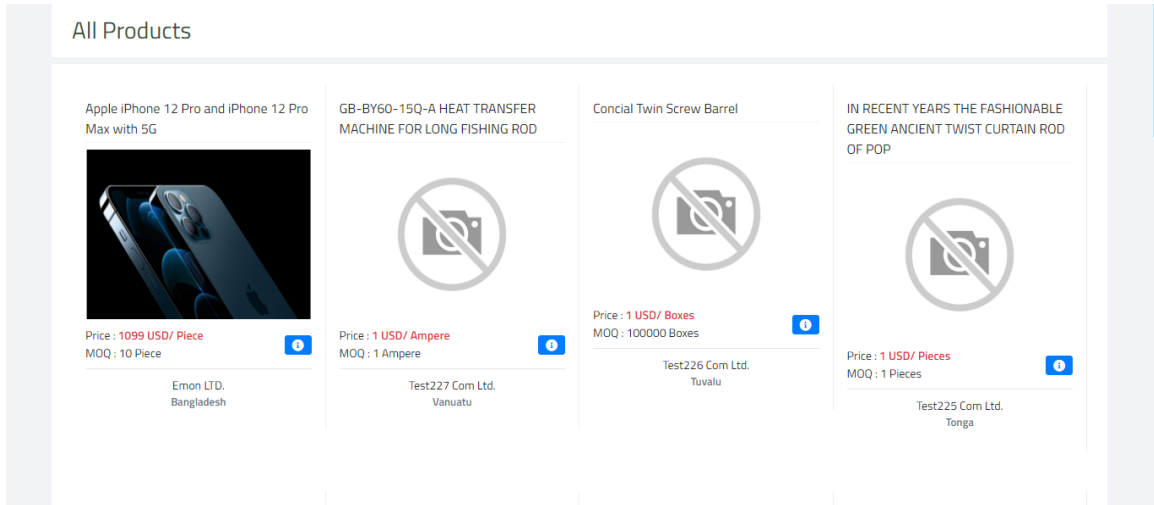 All Products
Apple iPhone 12 Pro and iPhone 12 Pro
Max with 5G
Price : 1099 USD/ Piece
MOQ : 10 Piece
Emon LTD.
Bangladesh
GB-BY60-15Q-A HEAT TRANSFER
MACHINE FOR LONG FISHING ROD
Price : 1 USD/ Ampere
MOQ : 1 Ampere
Test227 Com Ltd.
Vanuatu
Concial Twin Screw Barrel
Price : 1 USD/ Boxes
MOQ : 100000 Boxes
Test226 Com Ltd.
Tuvalu
IN RECENT YEARS THE FASHIONABLE
GREEN ANCIENT TWIST CURTAIN ROD
OF POP
Price : 1 USD/ Pieces
MOQ : 1 Pieces
Test225 Com Ltd.
Tonga